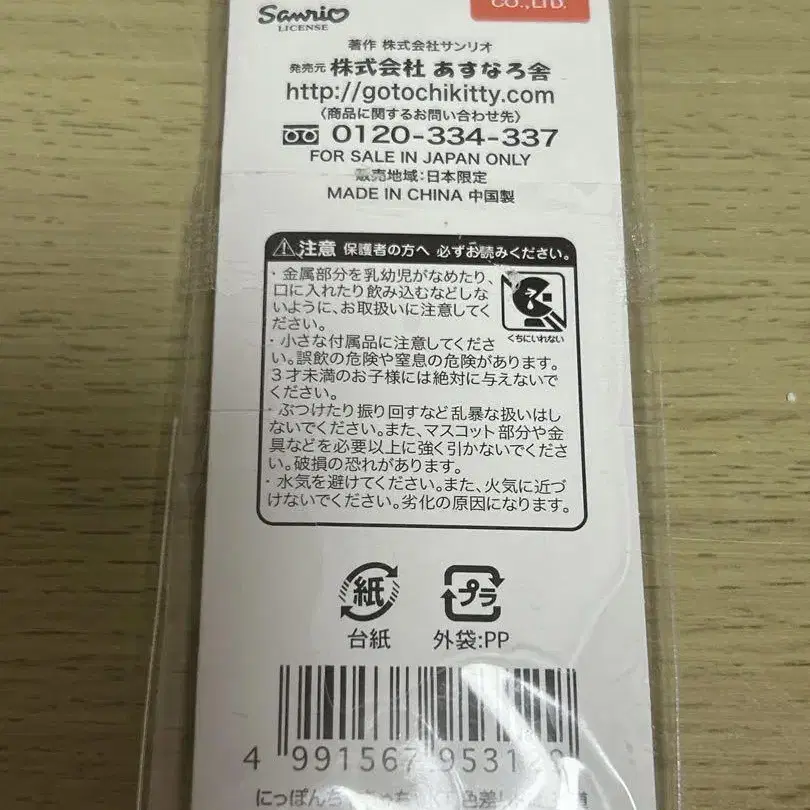 Sanrio
LICENSE
CO., LTD.
著作 株式会社サンリオ
発売元 株式会社 あすなろ舎
http://gotochikitty.com
〈商品に関するお問い合わせ先〉
0120-334-337
FOR SALE IN JAPAN ONLY
販売地域:日本限定
MADE IN CHINA 中国製
注意 保護者の方へ 必ずお読みください。
・金属部分を乳幼児がなめたり、
口に入れたり飲み込むなどしな
いように、お取扱いに注意してく
ださい。
くちにいれない
・小さな付属品に注意してくださ
い。誤飲の危険や窒息の危険があります。
3才未満のお子様には絶対に与えないで
ください。
・ぶつけたり振り回すなど乱暴な扱いはし
ないでください。また、マスコット部分や金
具などを必要以上に強く引かないでくださ
い。破損の恐れがあります。
・水気を避けてください。また、火気に近づ
けないでください。劣化の原因になります。
紙 プラ
台紙 外袋:PP
4 991567 9531
にっぽんち 色差し